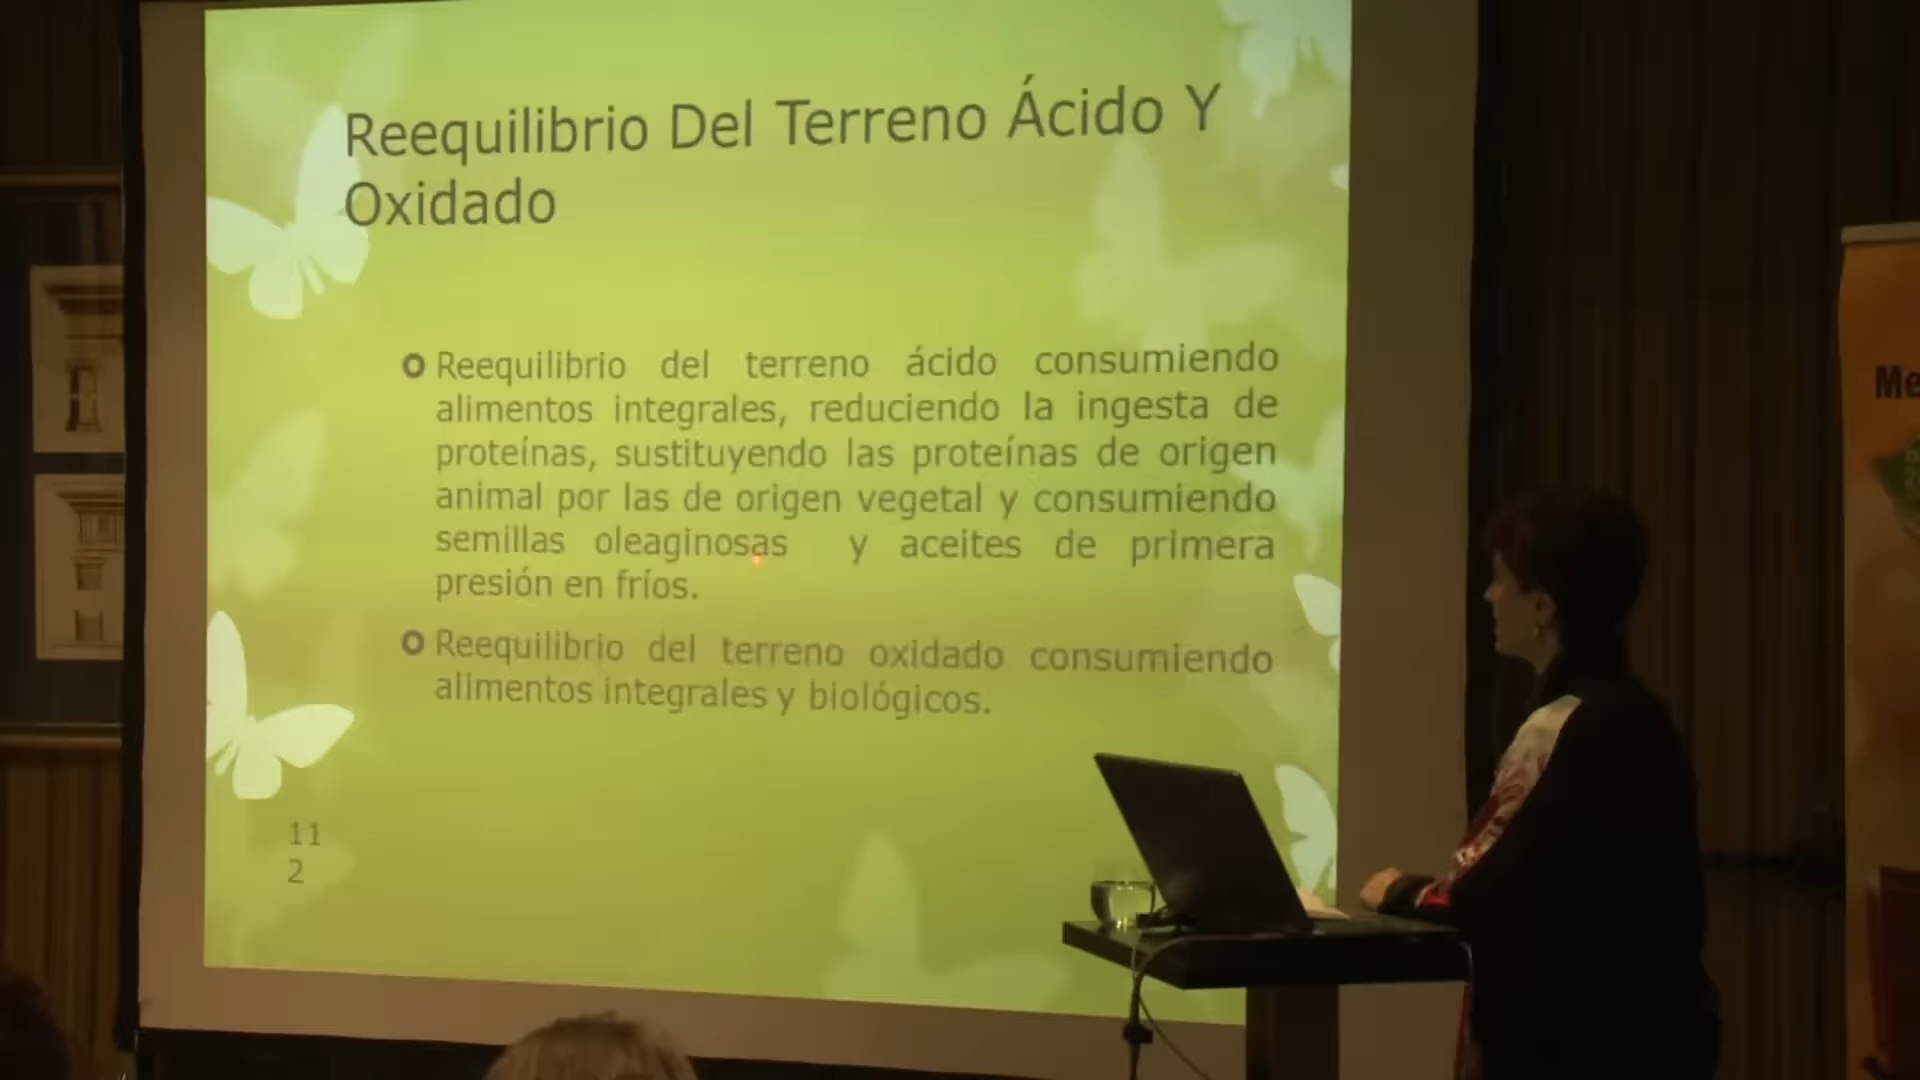 Reequilibrio Del Terreno Ácido Y
Oxidado
Reequilibrio del terreno ácido consumiendo
alimentos integrales, reduciendo la ingesta de
proteínas, sustituyendo las proteínas de origen
animal por las de origen vegetal y consumiendo
semillas oleaginosas y aceites de primera
presión en fríos.
Reequilibrio del terreno oxidado consumiendo
alimentos integrales y biológicos.
11
2
Me